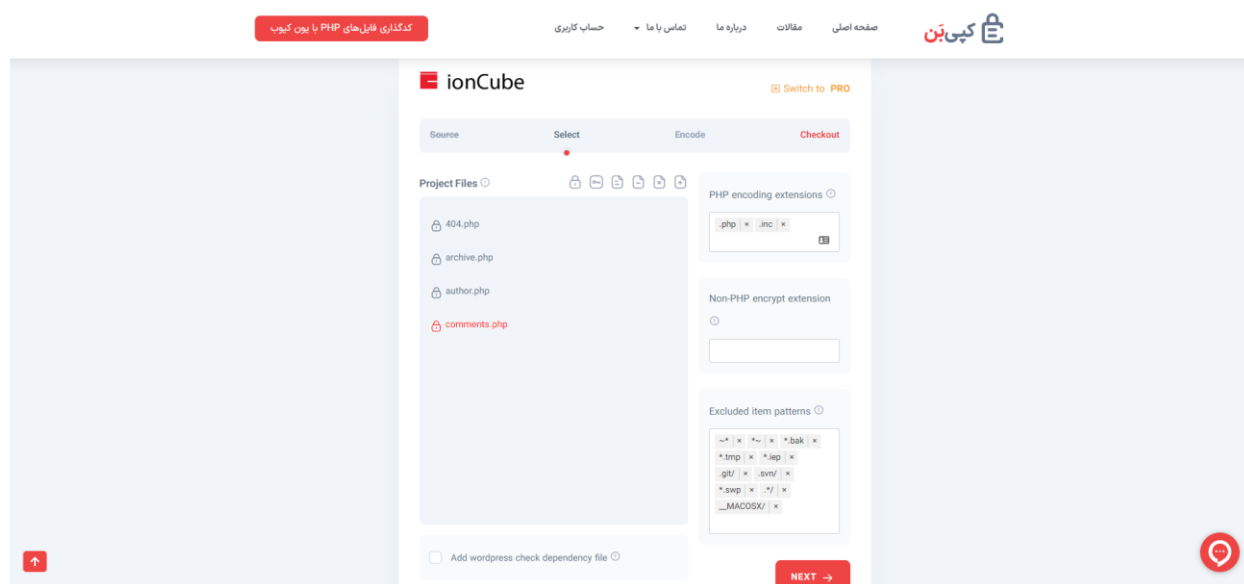 کپی‌بَن
صفحه اصلی
مقالات
درباره ما
تماس با ما
حساب کاربری
کدگذاری فایل‌های PHP با یون کیوب
ionCube
Switch to PRO
Source
Select
Encode
Checkout
Project Files
404.php
archive.php
author.php
comments.php
Add wordpress check dependency file
PHP encoding extensions
.php × .inc ×
Non-PHP encrypt extension
Excluded item patterns
~* × *~ × *.bak ×
*.tmp × *.iep ×
.git/ × .svn/ ×
*.swp × .*/ ×
__MACOSX/ ×
NEXT →